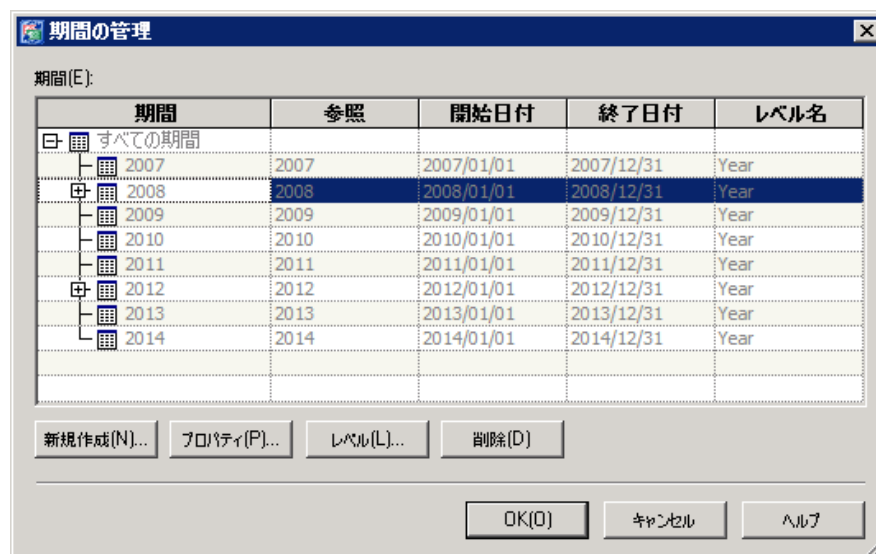 期間の管理
期間(E):
期間 参照 開始日付 終了日付 レベル名
すべての期間
2007 2007 2007/01/01 2007/12/31 Year
2008 2008 2008/01/01 2008/12/31 Year
2009 2009 2009/01/01 2009/12/31 Year
2010 2010 2010/01/01 2010/12/31 Year
2011 2011 2011/01/01 2011/12/31 Year
2012 2012 2012/01/01 2012/12/31 Year
2013 2013 2013/01/01 2013/12/31 Year
2014 2014 2014/01/01 2014/12/31 Year
新規作成(N)... プロパティ(P)... レベル(L)... 削除(D)
OK(O) キャンセル ヘルプ